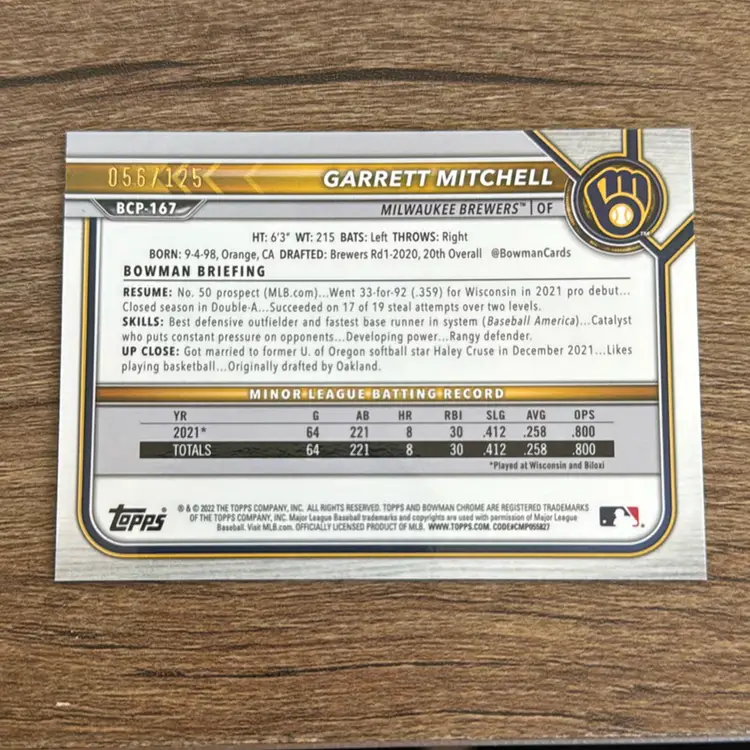 056/125
GARRETT MITCHELL
BCP-167
MILWAUKEE BREWERS™ | OF
HT: 6'3" WT: 215 BATS: Left THROWS: Right
BORN: 9-4-98, Orange, CA DRAFTED: Brewers Rd1-2020, 20th Overall @BowmanCards
BOWMAN BRIEFING
RESUME: No. 50 prospect (MLB.com)...Went 33-for-92 (.359) for Wisconsin in 2021 pro debut...
Closed season in Double-A...Succeeded on 17 of 19 steal attempts over two levels.
SKILLS: Best defensive outfielder and fastest base runner in system (Baseball America)...Catalyst
who puts constant pressure on opponents...Developing power...Rangy defender.
UP CLOSE: Got married to former U. of Oregon softball star Haley Cruse in December 2021...Likes
playing basketball...Originally drafted by Oakland.
MINOR LEAGUE BATTING RECORD
YR G AB HR RBI SLG AVG OPS
2021* 64 221 8 30 .412 .258 .800
TOTALS 64 221 8 30 .412 .258 .800
*Played at Wisconsin and Biloxi
Topps
® & © 2022 THE TOPPS COMPANY, INC. ALL RIGHTS RESERVED. TOPPS AND BOWMAN CHROME ARE REGISTERED TRADEMARKS
OF THE TOPPS COMPANY, INC. Major League Baseball trademarks and copyrights are used with permission of Major League
Baseball. Visit MLB.com. OFFICIALLY LICENSED PRODUCT OF MLB. WWW.TOPPS.COM. CODE#CMP055827